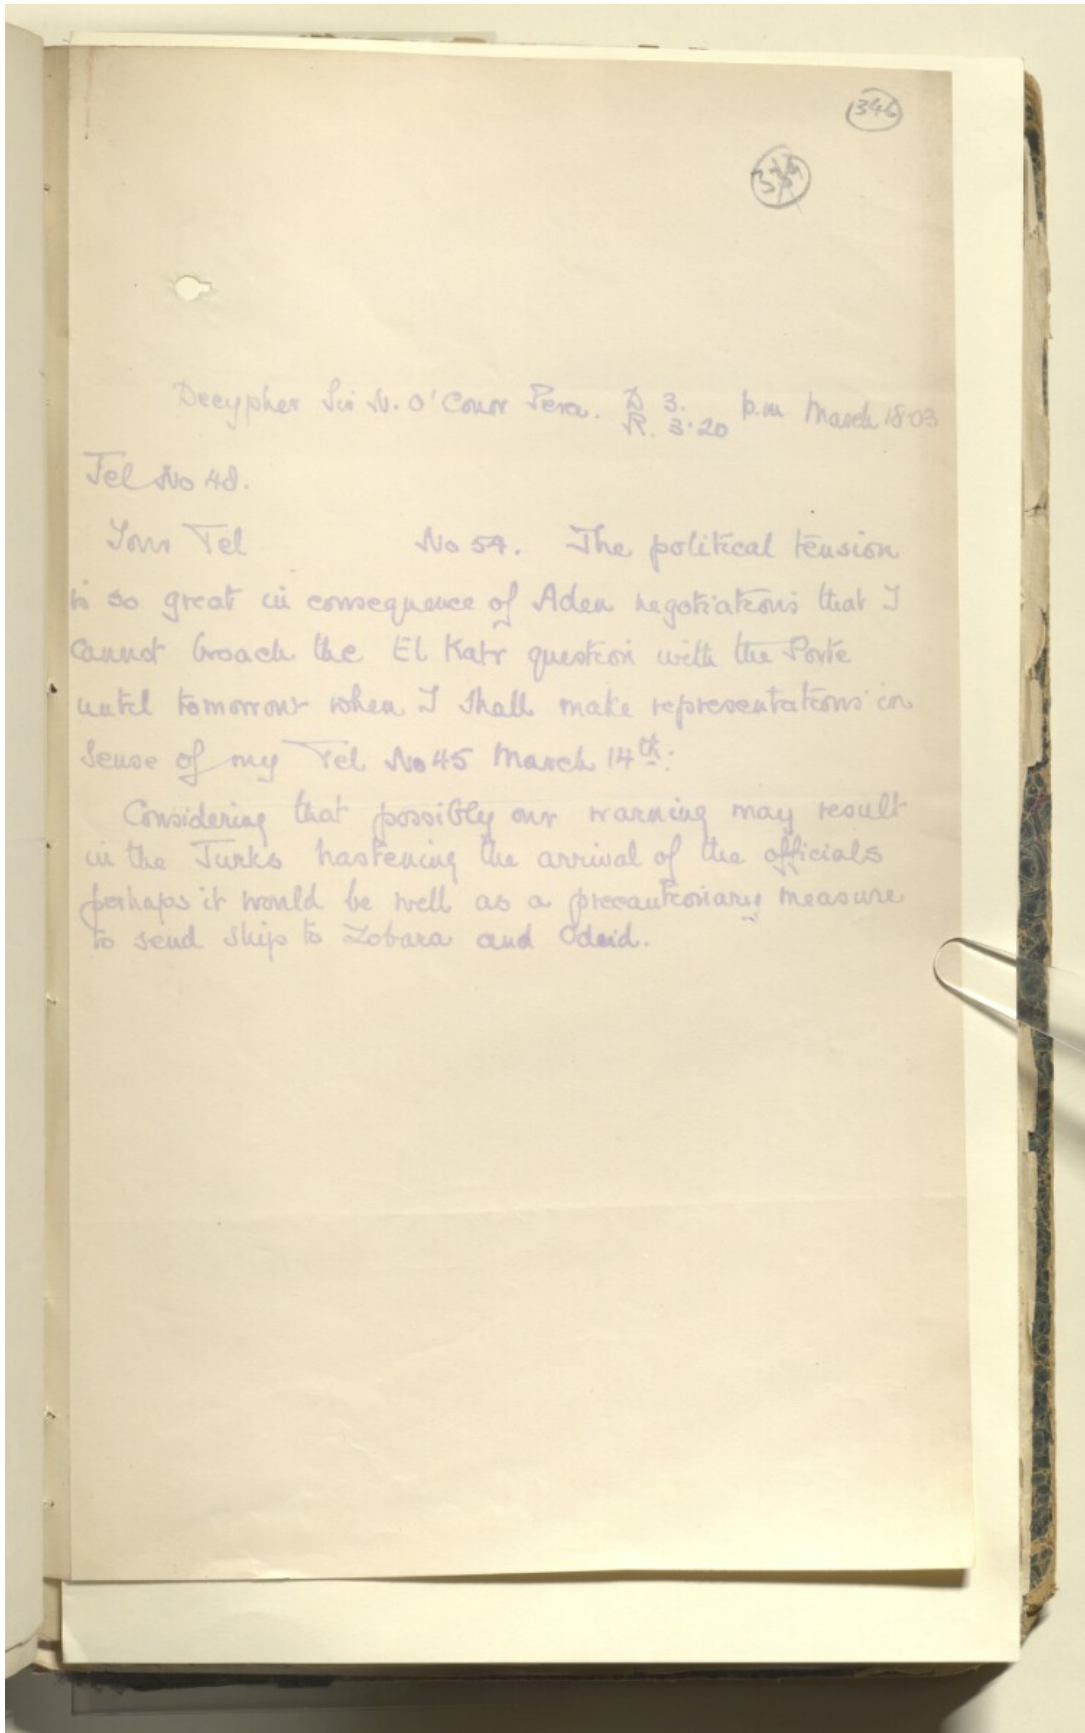 346
Decypher Sir N. O'Conor Pera. D 3. p.m March 18.03
R. 3.20
Tel No 48.
Your Tel No 54. The political tension
is so great in consequence of Aden negotiations that I
cannot broach the El Katr question with the Porte
until tomorrow when I shall make representations in
sense of my Tel No 45 March 14th.
Considering that possibly our warning may result
in the Turks hastening the arrival of the officials
perhaps it would be well as a precautionary measure
to send ships to Zobara and Odeid.